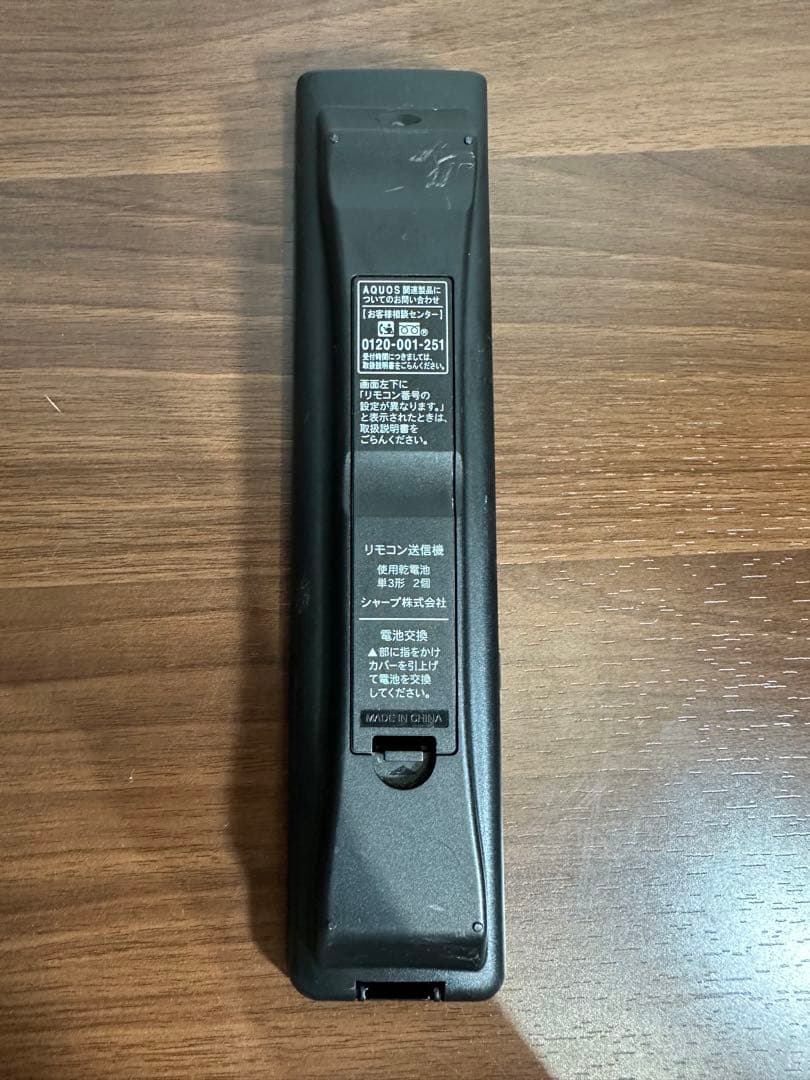 AQUOS 関連製品に
ついてのお問い合わせ
【お客様相談センター】
0120-001-251
受付時間につきましては、
取扱説明書をごらんください。
画面左下に
「リモコン番号の
設定が異なります。」
と表示されたときは、
取扱説明書を
ごらんください。
リモコン送信機
使用乾電池
単3形 2個
シャープ株式会社
電池交換
▲部に指をかけ
カバーを引上げ
て電池を交換
してください。
MADE IN CHINA